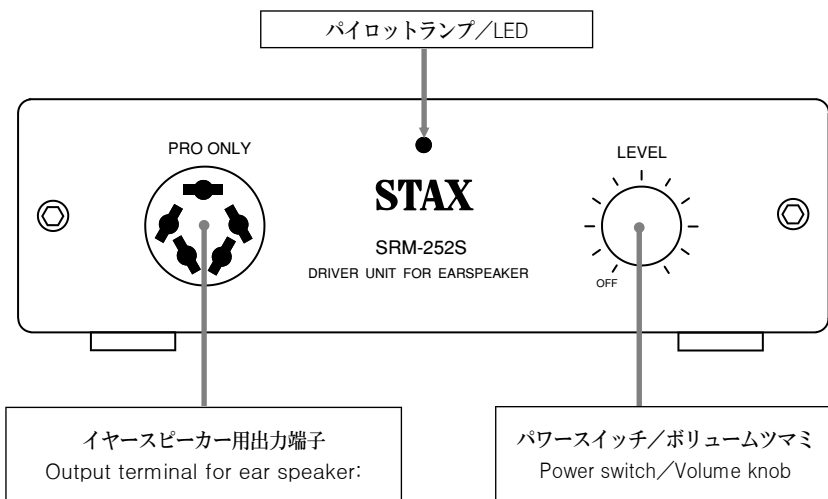 パイロットランプ／LED
PRO ONLY
LEVEL
STAX
SRM-252S
DRIVER UNIT FOR EARSPEAKER
OFF
イヤースピーカー用出力端子
Output terminal for ear speaker:
パワースイッチ／ボリュームツマミ
Power switch／Volume knob